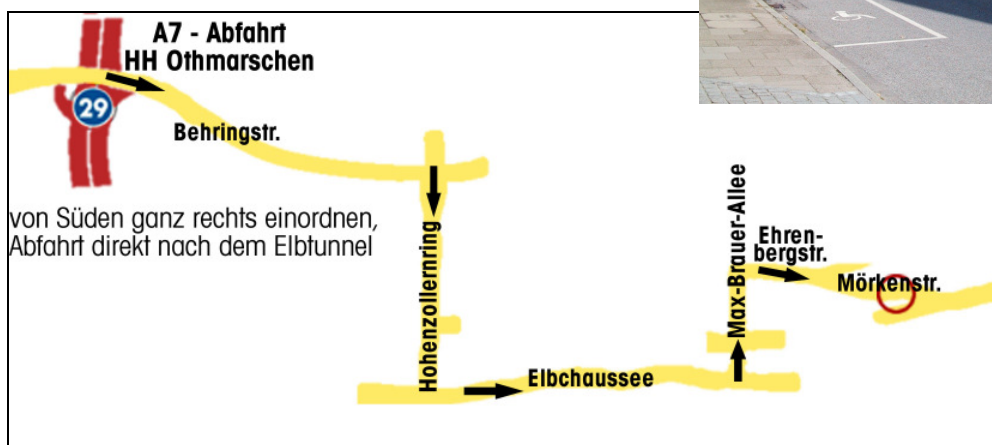 A7 - Abfahrt
HH Othmarschen
29
Behringstr.
von Süden ganz rechts einordnen,
Abfahrt direkt nach dem Elbtunnel
Hohenzollernring
Elbchaussee
Max-Brauer-Allee
Ehren-
bergstr.
Mörkenstr.